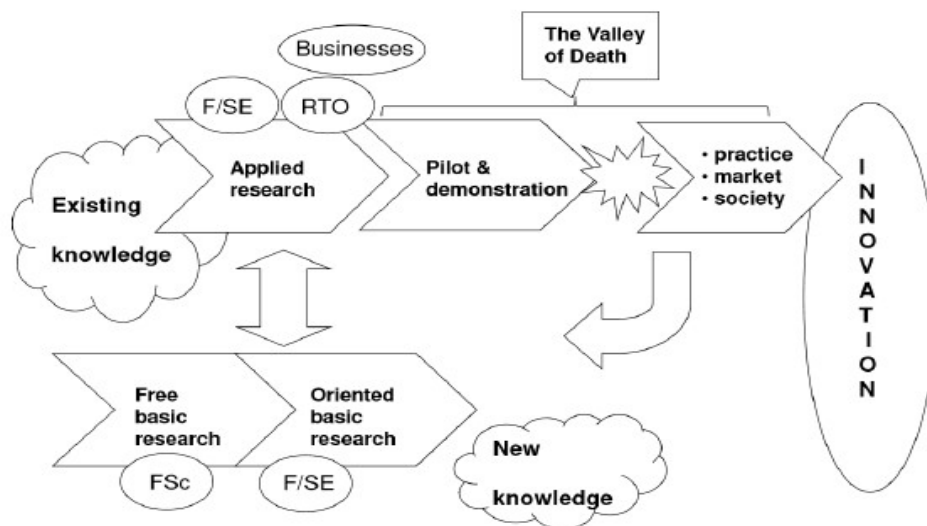 Businesses
The Valley
of Death
F/SE
RTO
Existing
knowledge
Applied
research
Pilot &
demonstration
• practice
• market
• society
INNOVATION
Free
basic
research
Oriented
basic
research
FSc
F/SE
New
knowledge